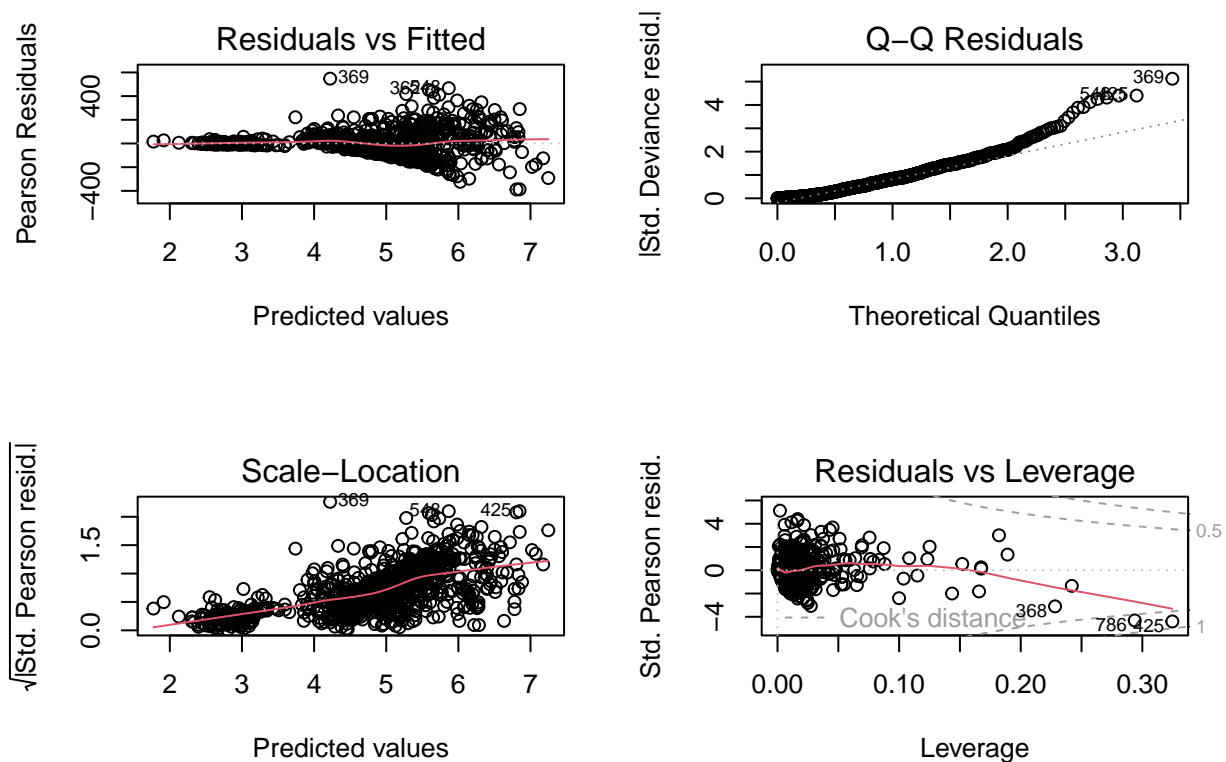 Residuals vs Fitted
Pearson Residuals
400
−400
369
548
2 3 4 5 6 7
Predicted values
Q−Q Residuals
|Std. Deviance resid.|
4
2
0
369
0.0 1.0 2.0 3.0
Theoretical Quantiles
Scale−Location
√|Std. Pearson resid.|
1.5
0.0
369
548
425
2 3 4 5 6 7
Predicted values
Residuals vs Leverage
Std. Pearson resid.
4
0
−4
0.5
1
Cook's distance
368
786 425
0.00 0.10 0.20 0.30
Leverage